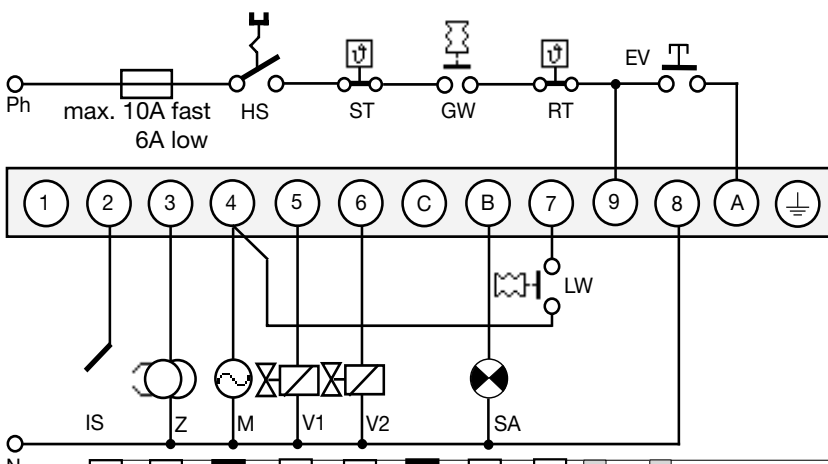 EV
Ph
max. 10A fast
6A low
HS
ST
GW
RT
1 2 3 4 5 6 C B 7 9 8 A
LW
IS
Z
M
V1
V2
SA
N